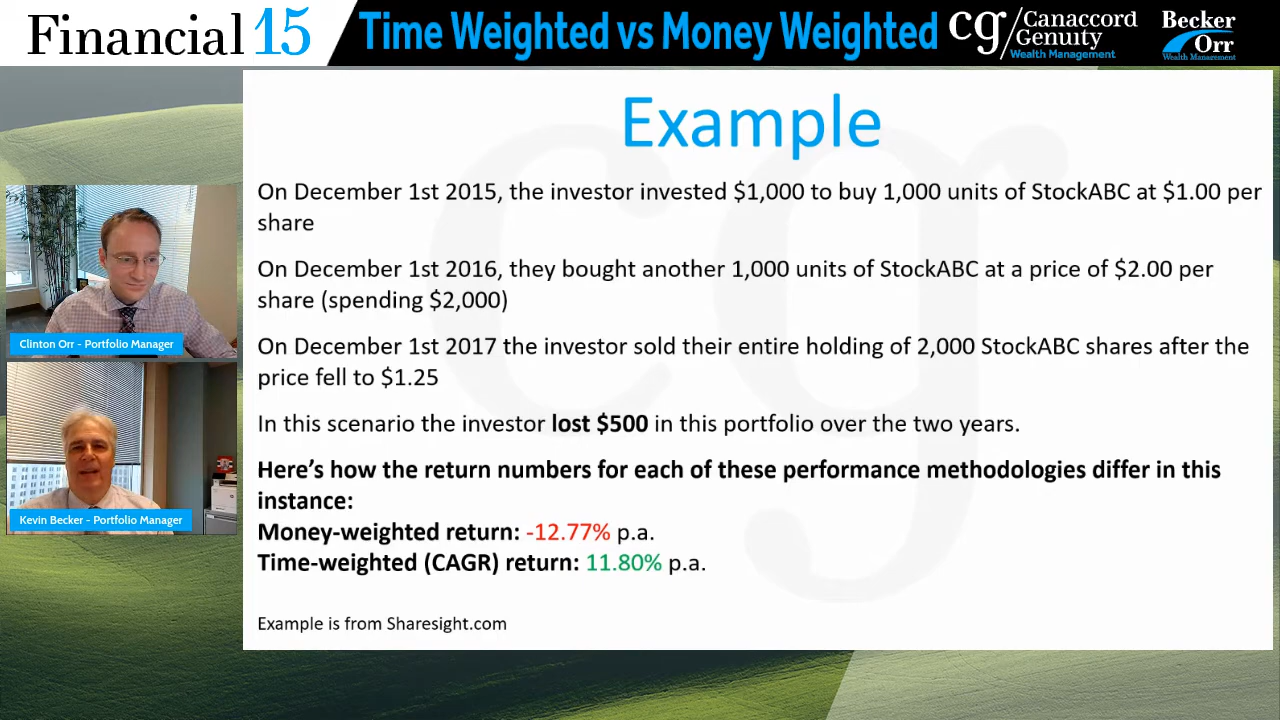 Financial 15
Time Weighted vs Money Weighted
cg/Canaccord
Genuity
Wealth Management
Becker
Orr
Wealth Management
Example
On December 1st 2015, the investor invested $1,000 to buy 1,000 units of StockABC at $1.00 per
share
On December 1st 2016, they bought another 1,000 units of StockABC at a price of $2.00 per
share (spending $2,000)
On December 1st 2017 the investor sold their entire holding of 2,000 StockABC shares after the
price fell to $1.25
In this scenario the investor lost $500 in this portfolio over the two years.
Here’s how the return numbers for each of these performance methodologies differ in this
instance:
Money-weighted return: -12.77% p.a.
Time-weighted (CAGR) return: 11.80% p.a.
Example is from Sharesight.com
Clinton Orr - Portfolio Manager
Kevin Becker - Portfolio Manager
cg